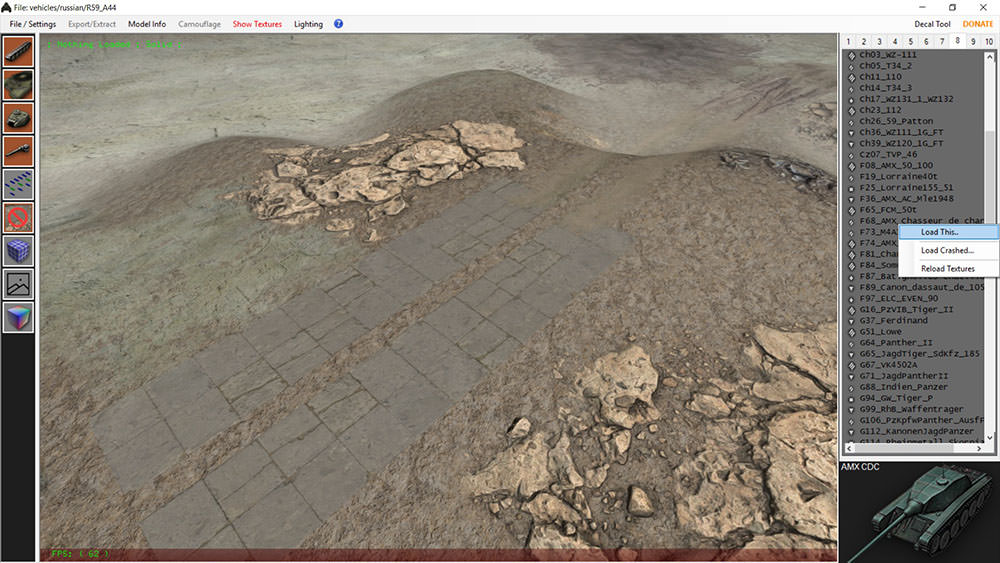 File: vehicles/russian/R59_A44
File / Settings Export/Extract Model Info Camouflage Show Textures Lighting ? Decal Tool DONATE
1 2 3 4 5 6 7 8 9 10
Ch03_WZ-111
Ch05_T34_2
Ch11_110
Ch14_T34_3
Ch17_WZ131_1_WZ132
Ch23_112
Ch26_59_Patton
Ch36_WZ111_1G_FT
Ch39_WZ120_1G_FT
Cz07_TVP_46
F08_AMX_50_100
F19_Lorraine40t
F25_Lorraine155_51
F36_AMX_AC_Mle1948
F65_FCM_50t
F68_AMX_Chasseur_de_char
F73_M4A
Load This..
F74_AMX
F81_Cha
Load Crashed...
F84_Som
Reload Textures
F89_Canon_dassaut_de_105
F97_ELC_EVEN_90
G16_PzVIB_Tiger_II
G37_Ferdinand
G51_Lowe
G64_Panther_II
G65_JagdTiger_SdKfz_185
G67_VK4502A
G71_JagdPantherII
G88_Indien_Panzer
G94_GW_Tiger_P
G99_RhB_Waffentrager
G106_PzKpfwPanther_AusfF
G112_KanonenJagdPanzer
G114_Rheinmetall_Skorpia
AMX CDC
FPS: ( 62 )